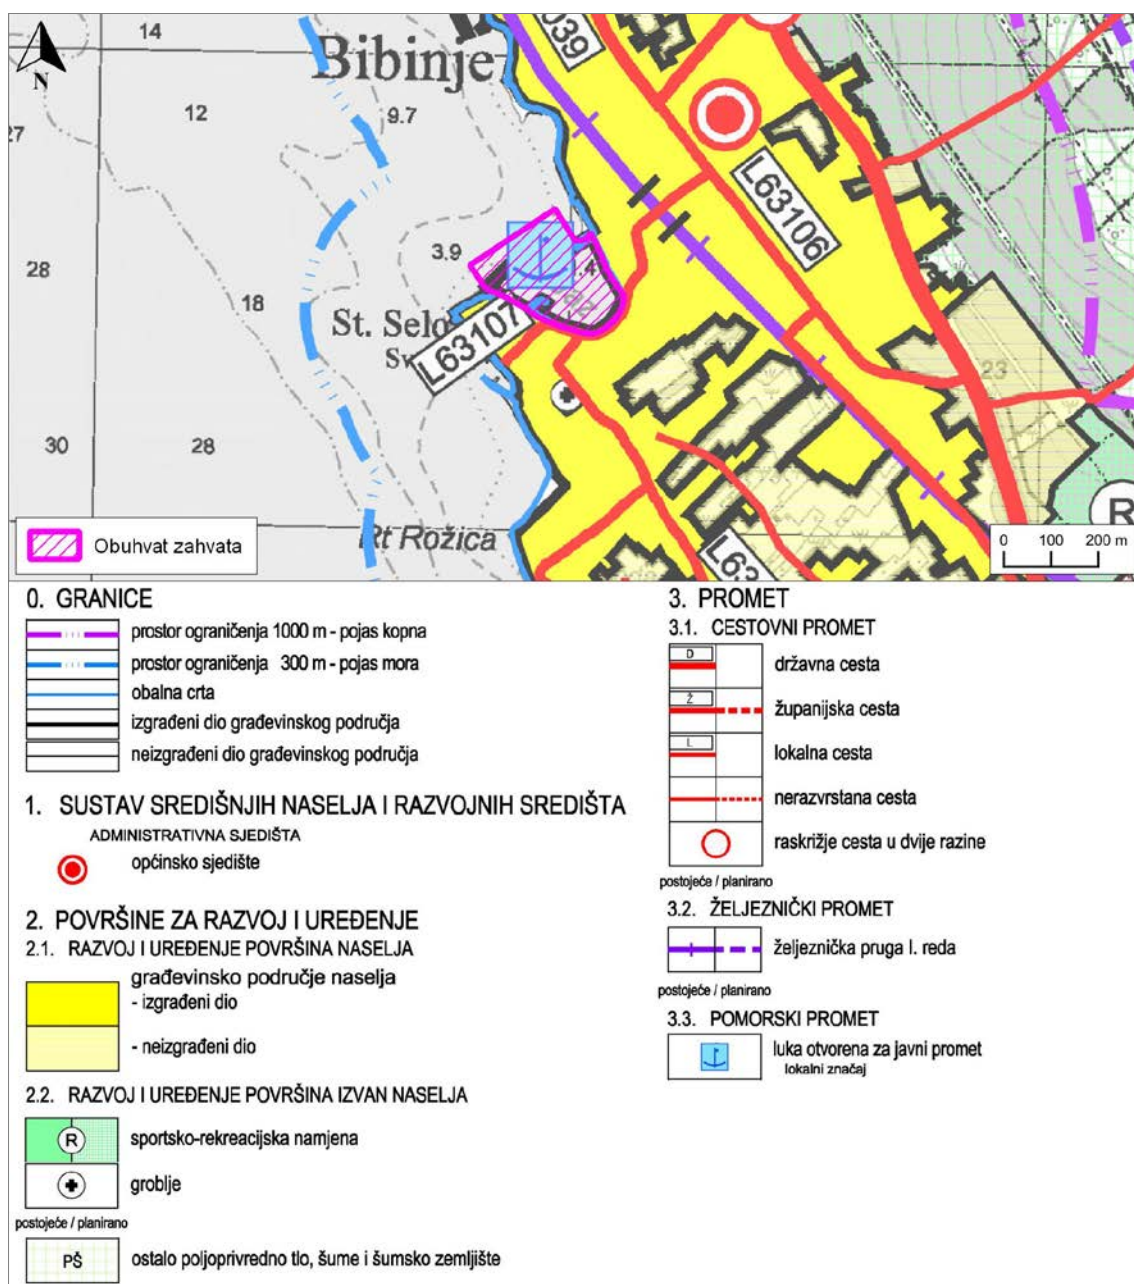 14
039
Bibinje
N
12
9.7
27
L63106
3.9
4
28
18
St. Selo
L63107
23
30
28
R
Rt Rožica
L63
Obuhvat zahvata
0 100 200 m
0. GRANICE
prostor ograničenja 1000 m - pojas kopna
prostor ograničenja 300 m - pojas mora
obalna crta
izgrađeni dio građevinskog područja
neizgrađeni dio građevinskog područja
1. SUSTAV SREDIŠNJIH NASELJA I RAZVOJNIH SREDIŠTA
ADMINISTRATIVNA SJEDIŠTA
općinsko sjedište
2. POVRŠINE ZA RAZVOJ I UREĐENJE
2.1. RAZVOJ I UREĐENJE POVRŠINA NASELJA
građevinsko područje naselja
- izgrađeni dio
- neizgrađeni dio
2.2. RAZVOJ I UREĐENJE POVRŠINA IZVAN NASELJA
R sportsko-rekreacijska namjena
groblje
postojeće / planirano
PŠ ostalo poljoprivredno tlo, šume i šumsko zemljište
3. PROMET
3.1. CESTOVNI PROMET
D državna cesta
Ž županijska cesta
L lokalna cesta
nerazvrstana cesta
raskrižje cesta u dvije razine
postojeće / planirano
3.2. ŽELJEZNIČKI PROMET
željeznička pruga I. reda
postojeće / planirano
3.3. POMORSKI PROMET
luka otvorena za javni promet
lokalni značaj